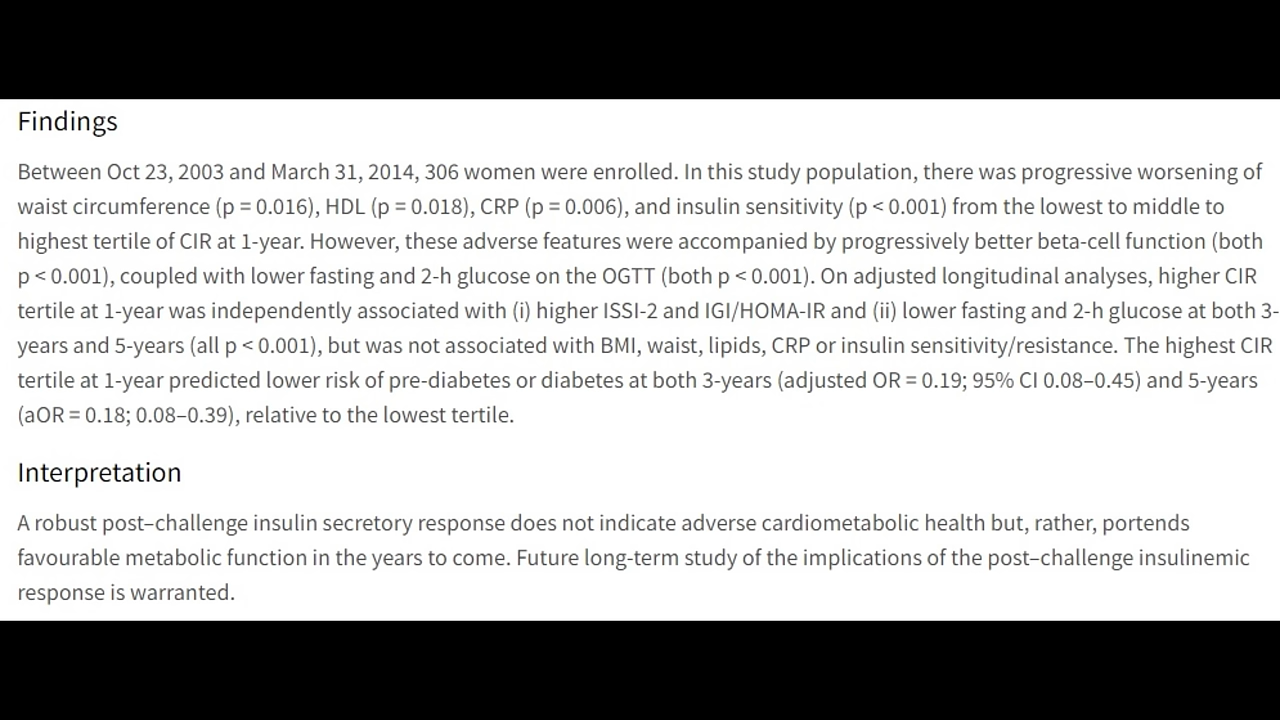 Findings
Between Oct 23, 2003 and March 31, 2014, 306 women were enrolled. In this study population, there was progressive worsening of
waist circumference (p = 0.016), HDL (p = 0.018), CRP (p = 0.006), and insulin sensitivity (p < 0.001) from the lowest to middle to
highest tertile of CIR at 1-year. However, these adverse features were accompanied by progressively better beta-cell function (both
p < 0.001), coupled with lower fasting and 2-h glucose on the OGTT (both p < 0.001). On adjusted longitudinal analyses, higher CIR
tertile at 1-year was independently associated with (i) higher ISSI-2 and IGI/HOMA-IR and (ii) lower fasting and 2-h glucose at both 3-
years and 5-years (all p < 0.001), but was not associated with BMI, waist, lipids, CRP or insulin sensitivity/resistance. The highest CIR
tertile at 1-year predicted lower risk of pre-diabetes or diabetes at both 3-years (adjusted OR = 0.19; 95% CI 0.08–0.45) and 5-years
(aOR = 0.18; 0.08–0.39), relative to the lowest tertile.
Interpretation
A robust post–challenge insulin secretory response does not indicate adverse cardiometabolic health but, rather, portends
favourable metabolic function in the years to come. Future long-term study of the implications of the post–challenge insulinemic
response is warranted.